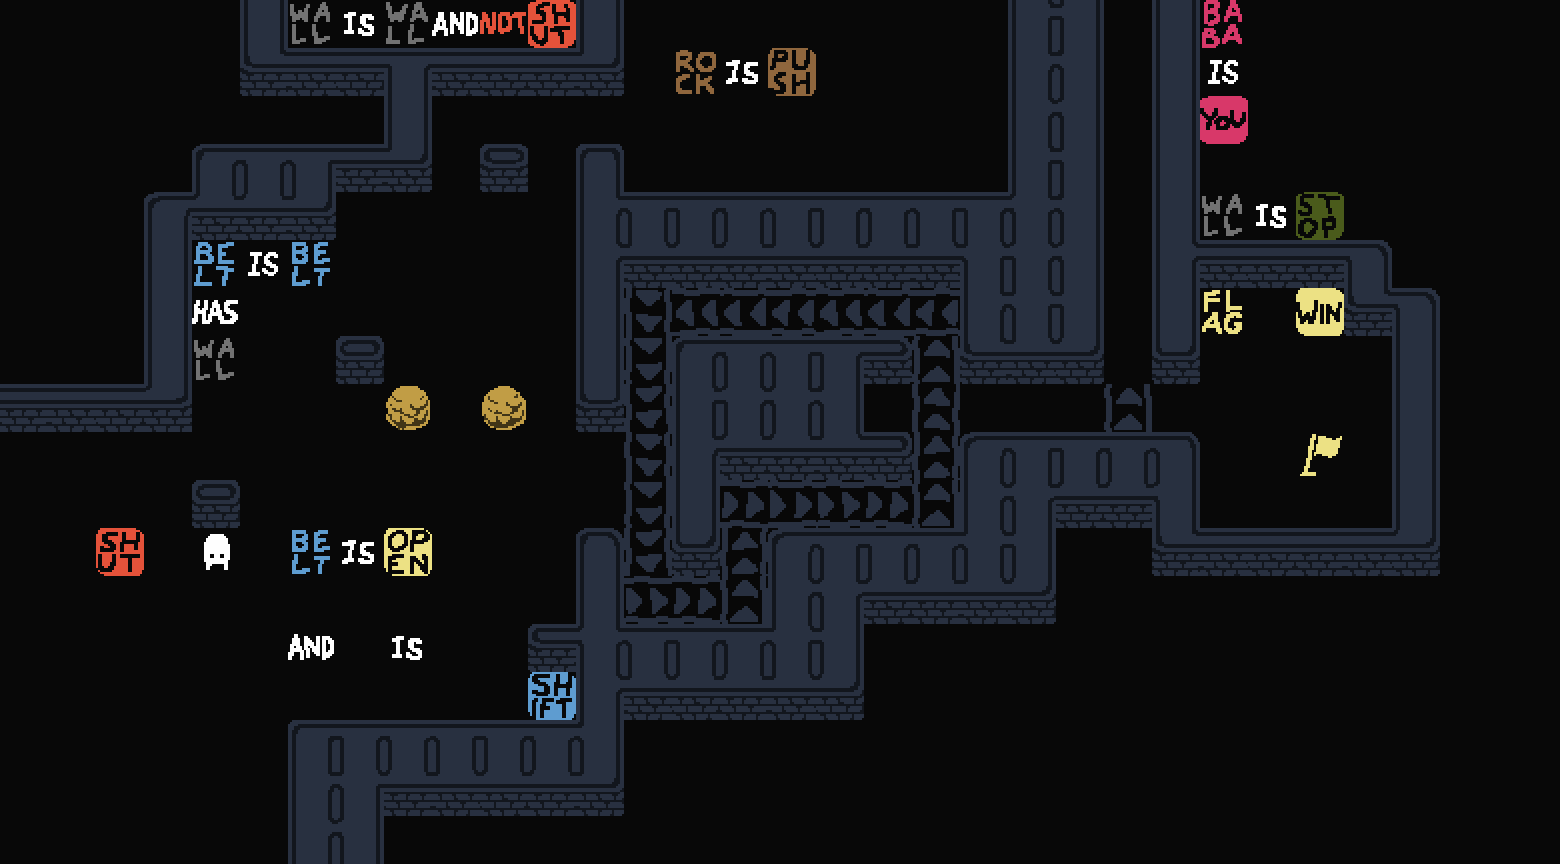 WALL IS WALL AND NOT SHUT
BABA
IS
YOU
ROCK IS PUSH
WALL IS STOP
BELT IS BELT
HAS
WALL
FLAG WIN
SHUT BELT IS OPEN
AND IS
SHIFT